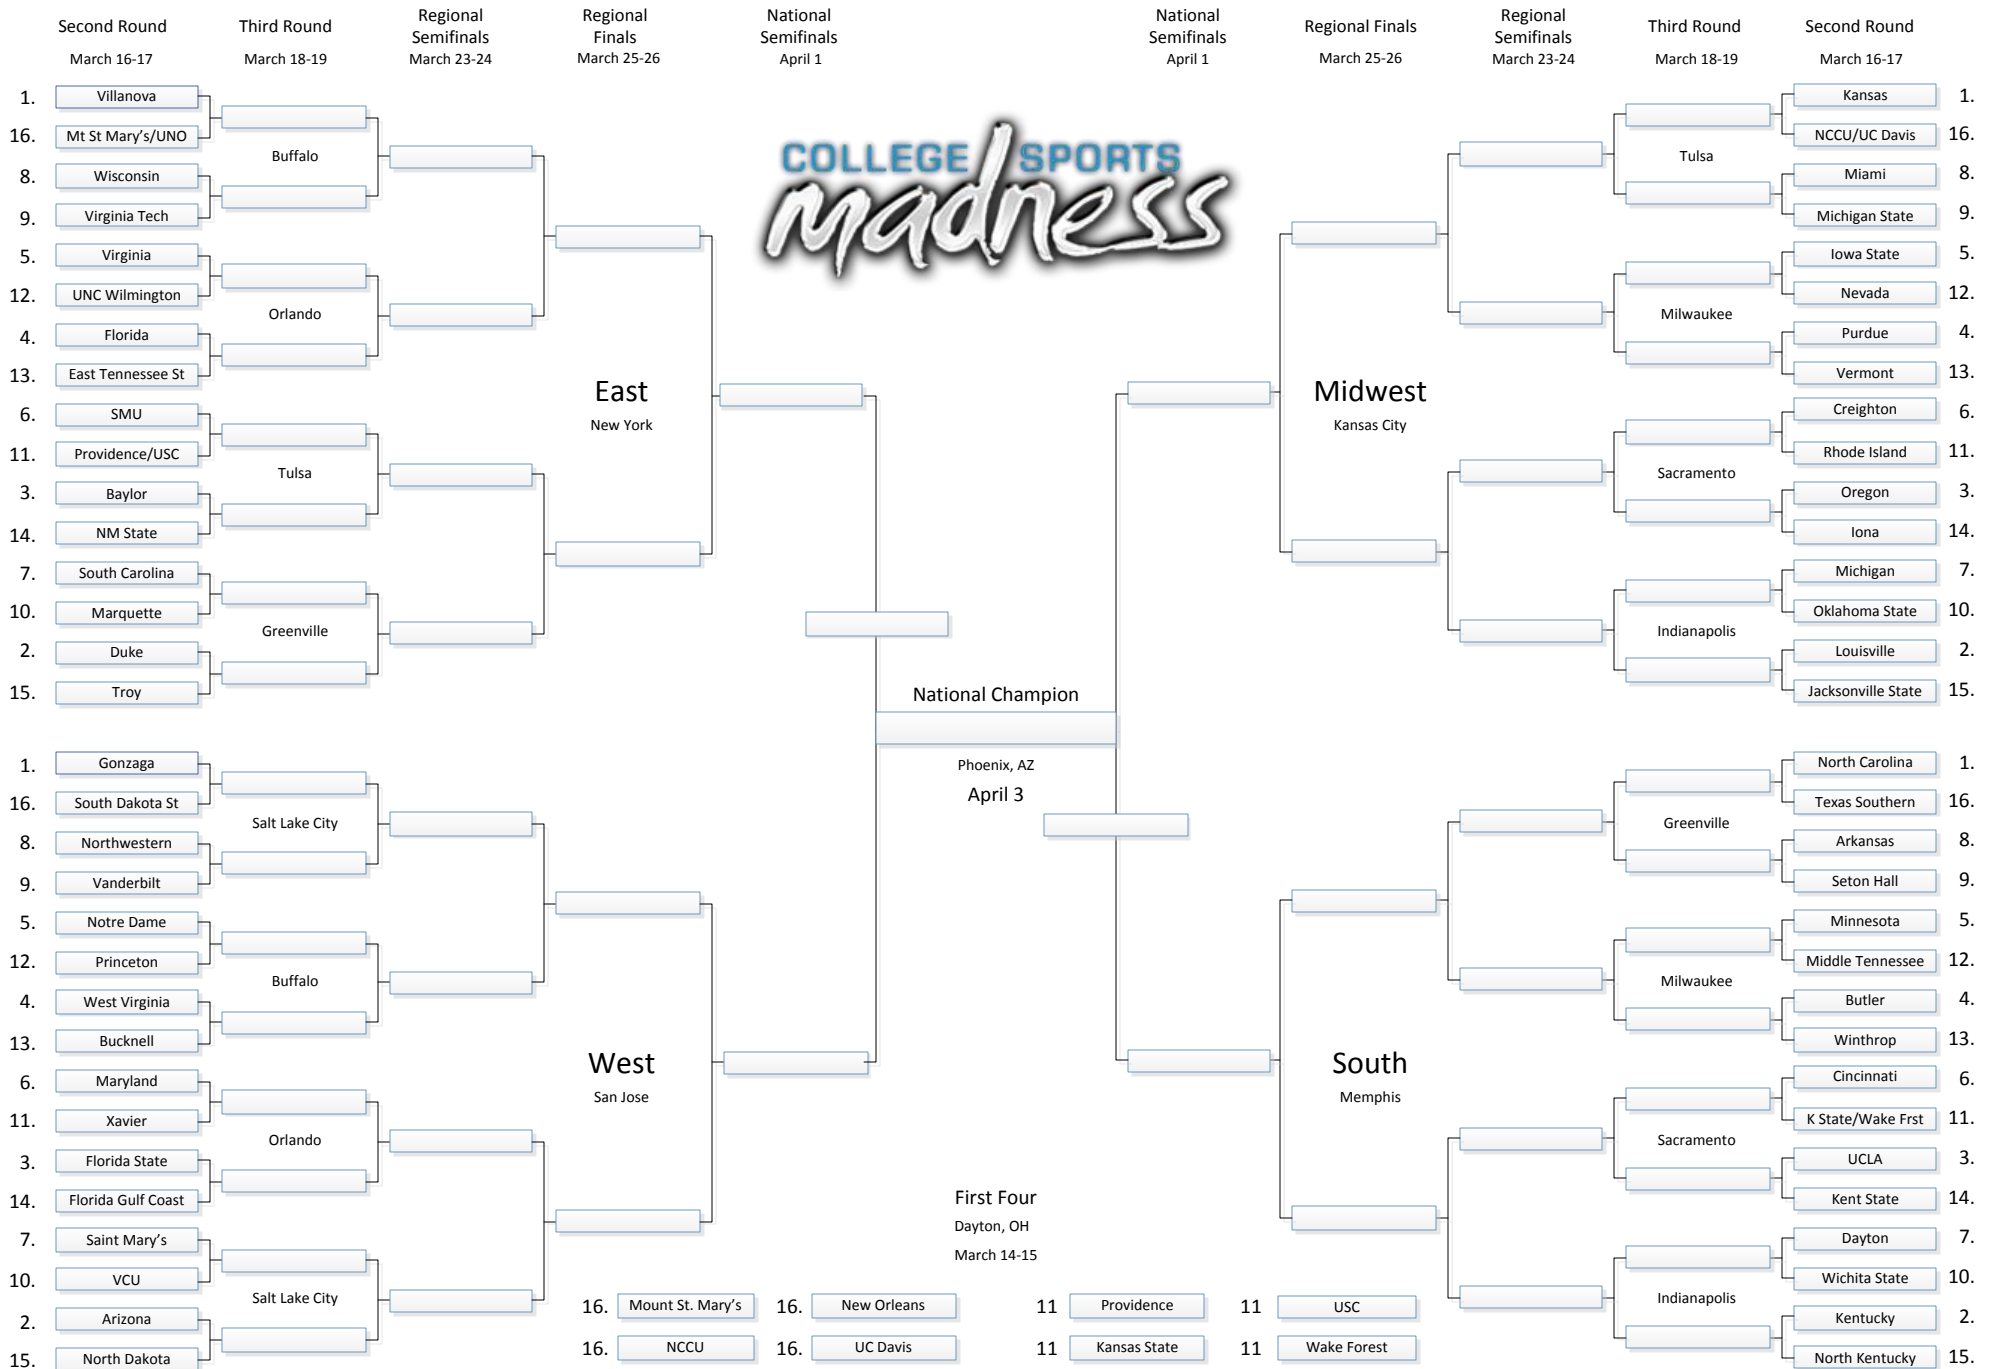 Second Round
March 16-17
Third Round
March 18-19
Regional
Semifinals
March 23-24
Regional
Finals
March 25-26
National
Semifinals
April 1
National
Semifinals
April 1
Regional Finals
March 25-26
Regional
Semifinals
March 23-24
Third Round
March 18-19
Second Round
March 16-17
COLLEGE SPORTS
madness
1. Villanova
16. Mt St Mary's/UNO
Buffalo
8. Wisconsin
9. Virginia Tech
5. Virginia
12. UNC Wilmington
Orlando
4. Florida
13. East Tennessee St
East
New York
6. SMU
11. Providence/USC
Tulsa
3. Baylor
14. NM State
7. South Carolina
10. Marquette
Greenville
2. Duke
15. Troy
1. Gonzaga
16. South Dakota St
Salt Lake City
8. Northwestern
9. Vanderbilt
5. Notre Dame
12. Princeton
Buffalo
4. West Virginia
13. Bucknell
West
San Jose
6. Maryland
11. Xavier
Orlando
3. Florida State
14. Florida Gulf Coast
7. Saint Mary's
10. VCU
Salt Lake City
2. Arizona
15. North Dakota
National Champion
Phoenix, AZ
April 3
Kansas 1.
NCCU/UC Davis 16.
Tulsa
Miami 8.
Michigan State 9.
Iowa State 5.
Nevada 12.
Milwaukee
Purdue 4.
Vermont 13.
Midwest
Kansas City
Creighton 6.
Rhode Island 11.
Sacramento
Oregon 3.
Iona 14.
Michigan 7.
Oklahoma State 10.
Indianapolis
Louisville 2.
Jacksonville State 15.
North Carolina 1.
Texas Southern 16.
Greenville
Arkansas 8.
Seton Hall 9.
Minnesota 5.
Middle Tennessee 12.
Milwaukee
Butler 4.
Winthrop 13.
South
Memphis
Cincinnati 6.
K State/Wake Frst 11.
Sacramento
UCLA 3.
Kent State 14.
Dayton 7.
Wichita State 10.
Indianapolis
Kentucky 2.
North Kentucky 15.
First Four
Dayton, OH
March 14-15
16. Mount St. Mary's 16. New Orleans 11 Providence 11 USC
16. NCCU 16. UC Davis 11 Kansas State 11 Wake Forest